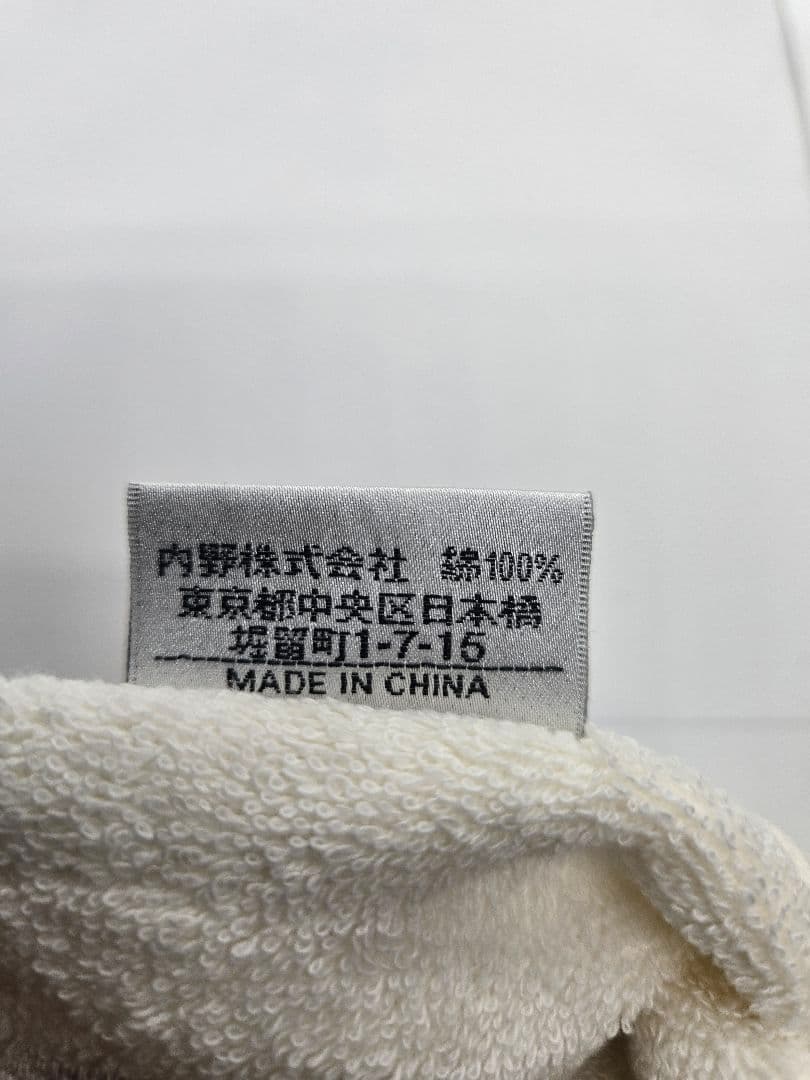 内野株式会社 綿100%
東京都中央区日本橋
堀留町1-7-15
MADE IN CHINA